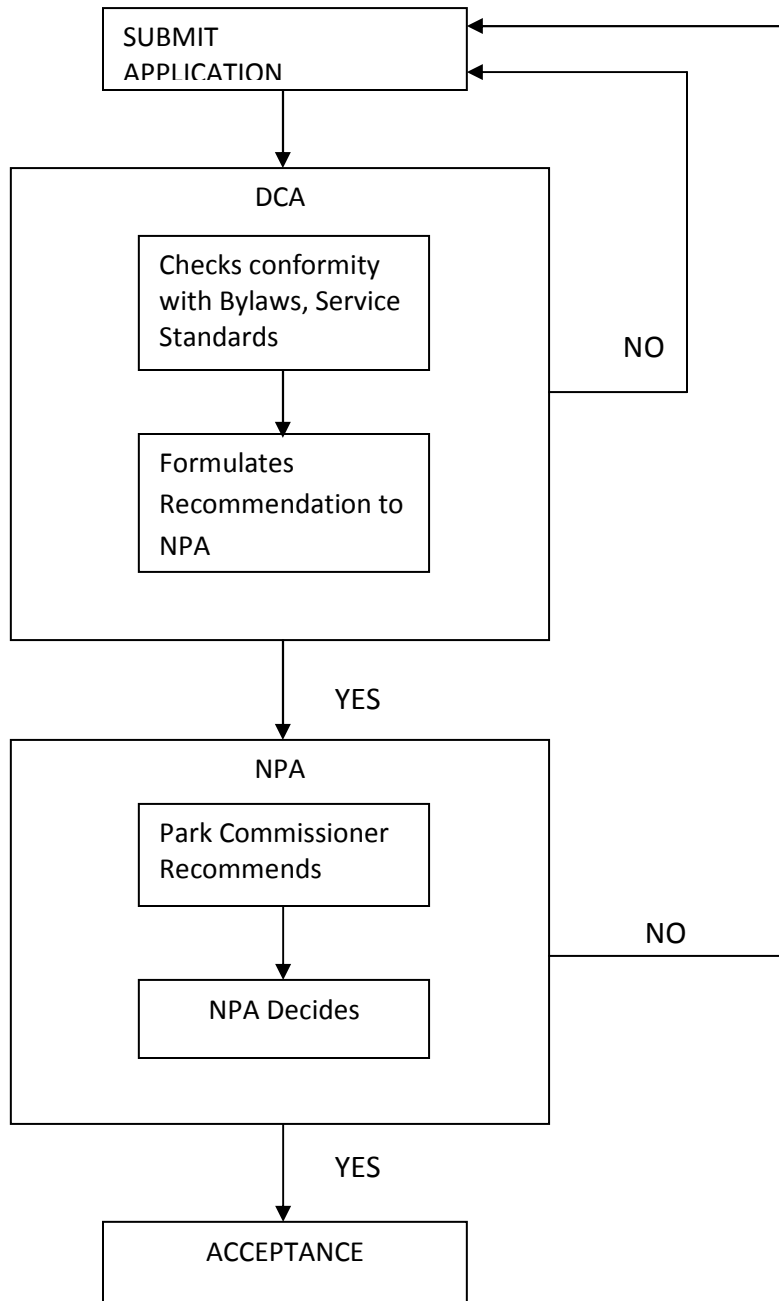 SUBMIT
APPLICATION
DCA
Checks conformity
with Bylaws, Service
Standards
NO
Formulates
Recommendation to
NPA
YES
NPA
Park Commissioner
Recommends
NO
NPA Decides
YES
ACCEPTANCE